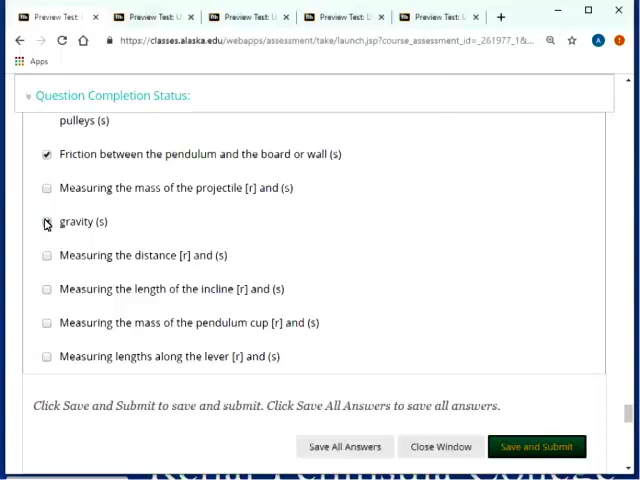 Preview Test:
Preview Test: U
Preview Test: L
Preview Test: U
Preview Test: U
https://classes.alaska.edu/webapps/assessment/take/launch.jsp?course_assessment_id=_261977_1&...
A
Apps
Question Completion Status:
pulleys (s)
Friction between the pendulum and the board or wall (s)
Measuring the mass of the projectile [r] and (s)
gravity (s)
Measuring the distance [r] and (s)
Measuring the length of the incline [r] and (s)
Measuring the mass of the pendulum cup [r] and (s)
Measuring lengths along the lever [r] and (s)
Click Save and Submit to save and submit. Click Save All Answers to save all answers.
Save All Answers
Close Window
Save and Submit
Kenai Peninsula College